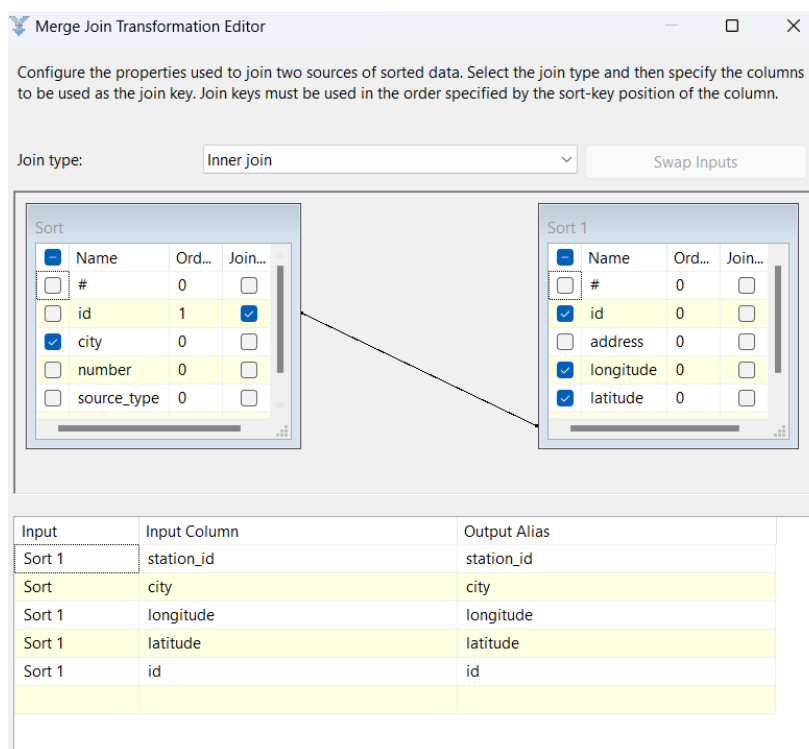 Merge Join Transformation Editor
Configure the properties used to join two sources of sorted data. Select the join type and then specify the columns
to be used as the join key. Join keys must be used in the order specified by the sort-key position of the column.
Join type: Inner join Swap Inputs
Sort
Name Ord... Join...
# 0
id 1
city 0
number 0
source_type 0
Sort 1
Name Ord... Join...
# 0
id 0
address 0
longitude 0
latitude 0
Input Input Column Output Alias
Sort 1 station_id station_id
Sort city city
Sort 1 longitude longitude
Sort 1 latitude latitude
Sort 1 id id